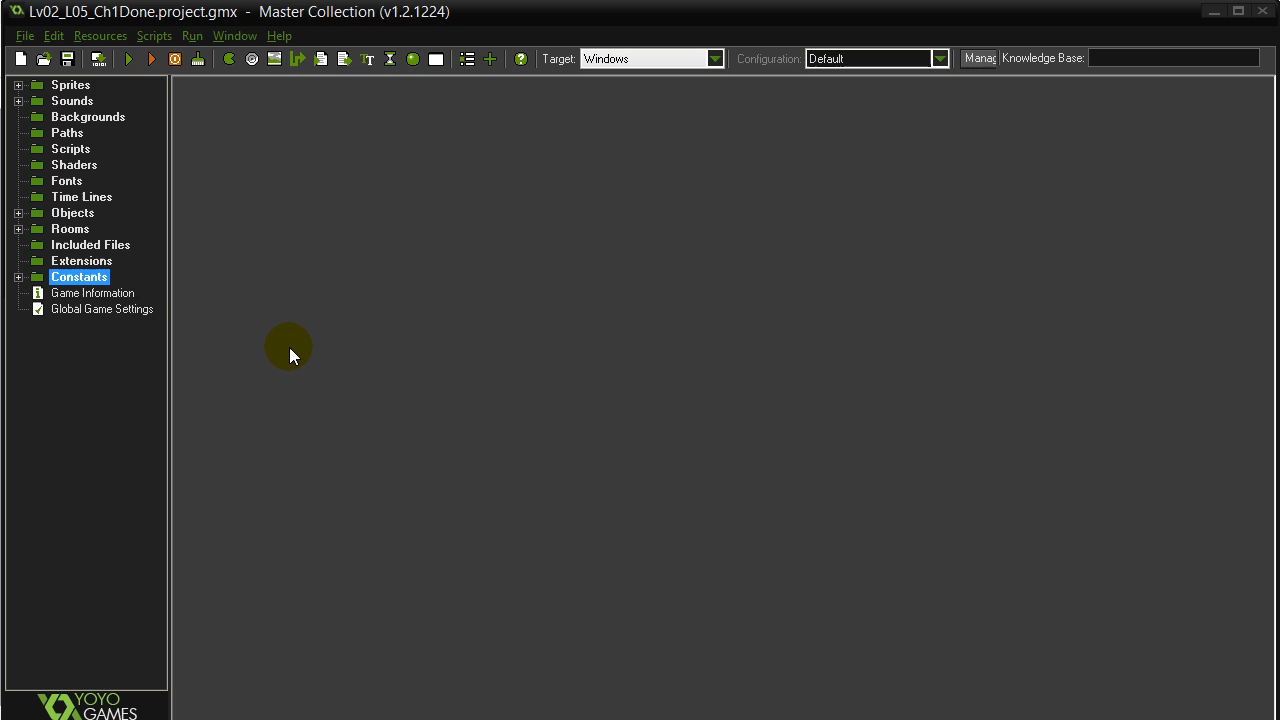 Lv02_L05_Ch1Done.project.gmx - Master Collection (v1.2.1224)
File Edit Resources Scripts Run Window Help
Target: Windows Configuration: Default Manag Knowledge Base:
Sprites
Sounds
Backgrounds
Paths
Scripts
Shaders
Fonts
Time Lines
Objects
Rooms
Included Files
Extensions
Constants
Game Information
Global Game Settings
YOYO
GAMES